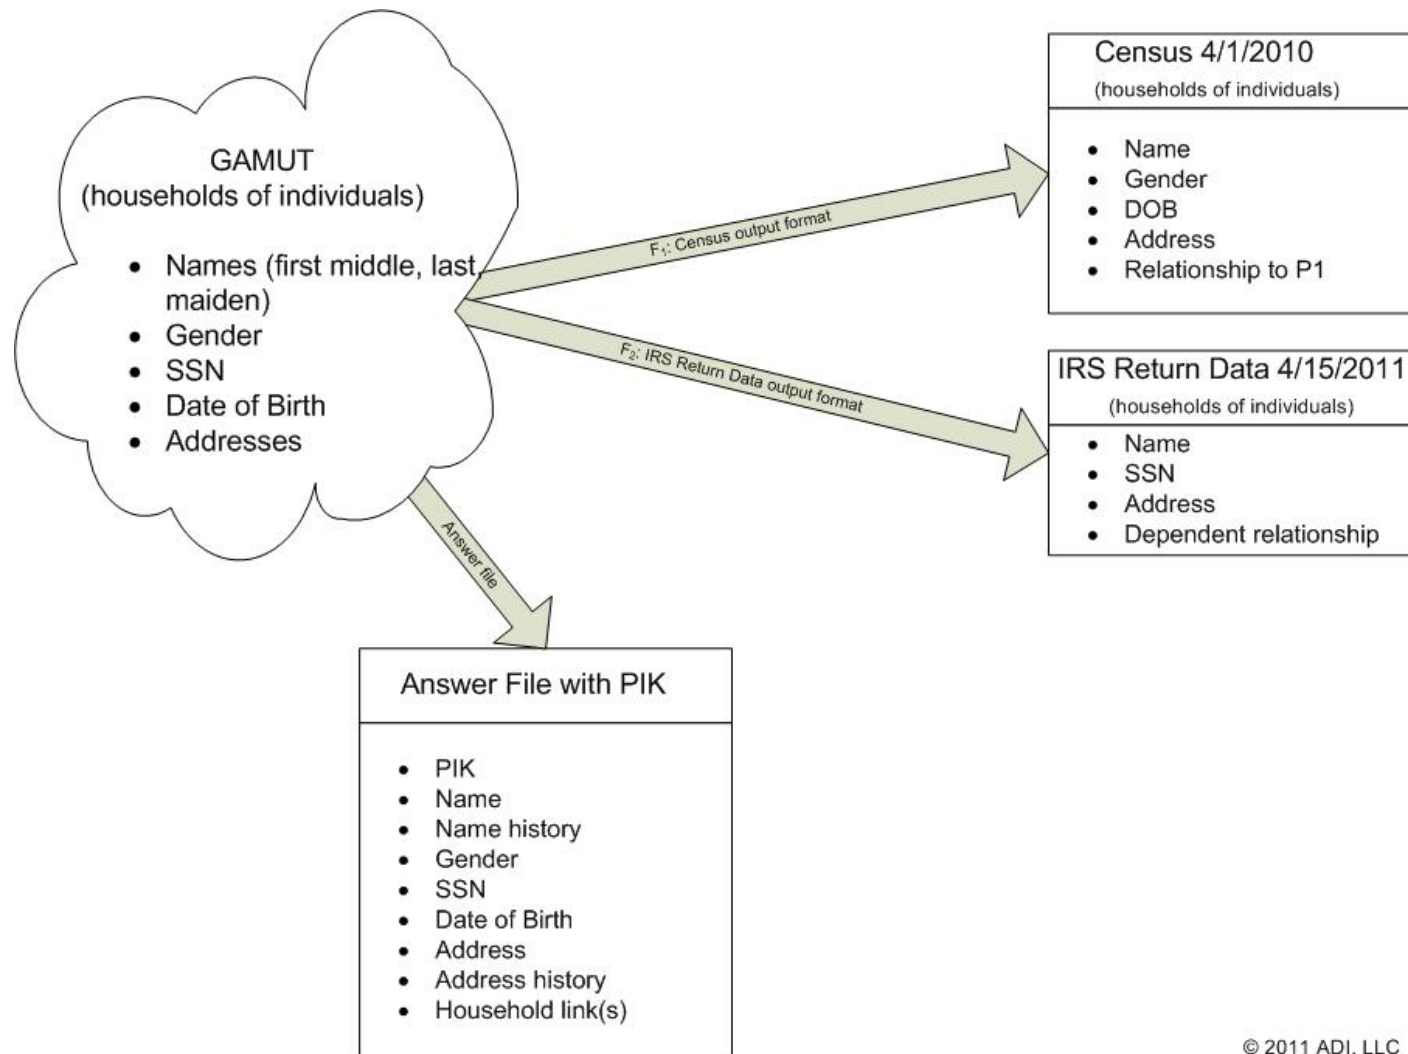 GAMUT
(households of individuals)
• Names (first middle, last,
maiden)
• Gender
• SSN
• Date of Birth
• Addresses
F₁: Census output format
F₂: IRS Return Data output format
Answer file
Census 4/1/2010
(households of individuals)
• Name
• Gender
• DOB
• Address
• Relationship to P1
IRS Return Data 4/15/2011
(households of individuals)
• Name
• SSN
• Address
• Dependent relationship
Answer File with PIK
• PIK
• Name
• Name history
• Gender
• SSN
• Date of Birth
• Address
• Address history
• Household link(s)
© 2011 ADI, LLC